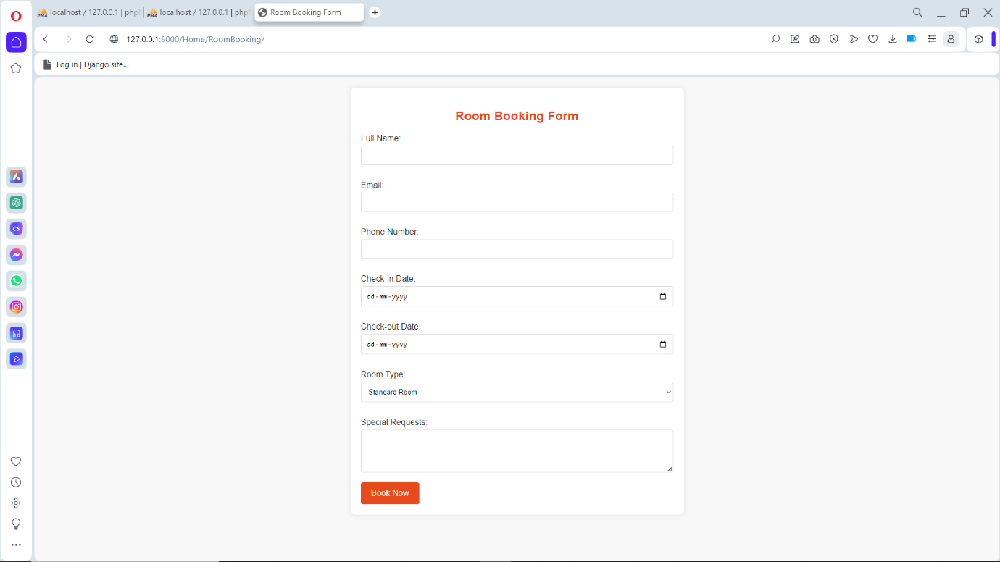 localhost / 127.0.0.1 | php
localhost / 127.0.0.1 | php
Room Booking Form
127.0.0.1:8000/Home/RoomBooking/
Log in | Django site...
Room Booking Form
Full Name:
Email:
Phone Number:
Check-in Date:
dd-mm-yyyy
Check-out Date:
dd-mm-yyyy
Room Type:
Standard Room
Special Requests:
Book Now